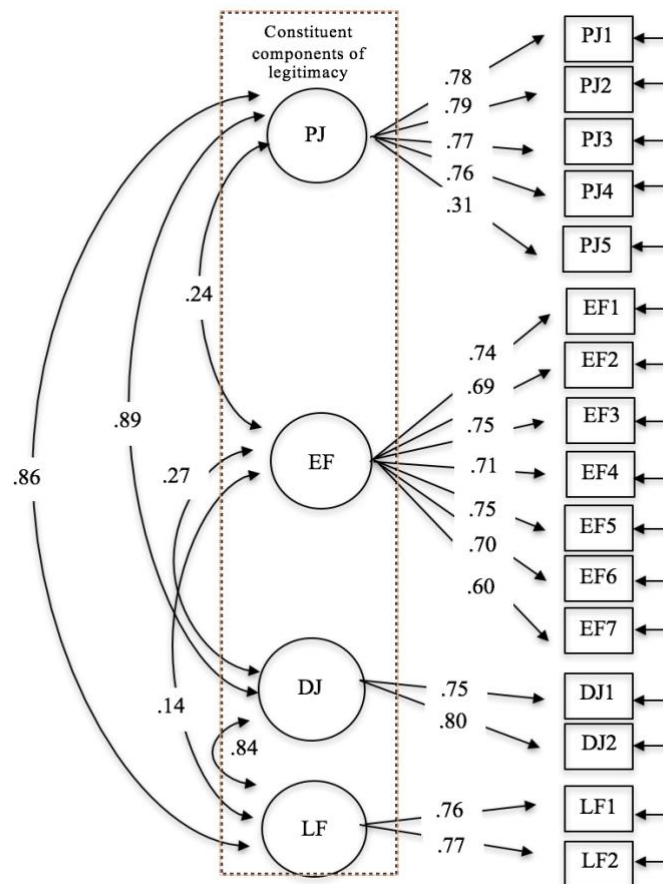 Constituent
components of
legitimacy
PJ
.78
.79
.77
.76
.31
PJ1
PJ2
PJ3
PJ4
PJ5
.24
.89
.86
.27
.14
.84
EF
.74
.69
.75
.71
.75
.70
.60
EF1
EF2
EF3
EF4
EF5
EF6
EF7
DJ
.75
.80
DJ1
DJ2
LF
.76
.77
LF1
LF2